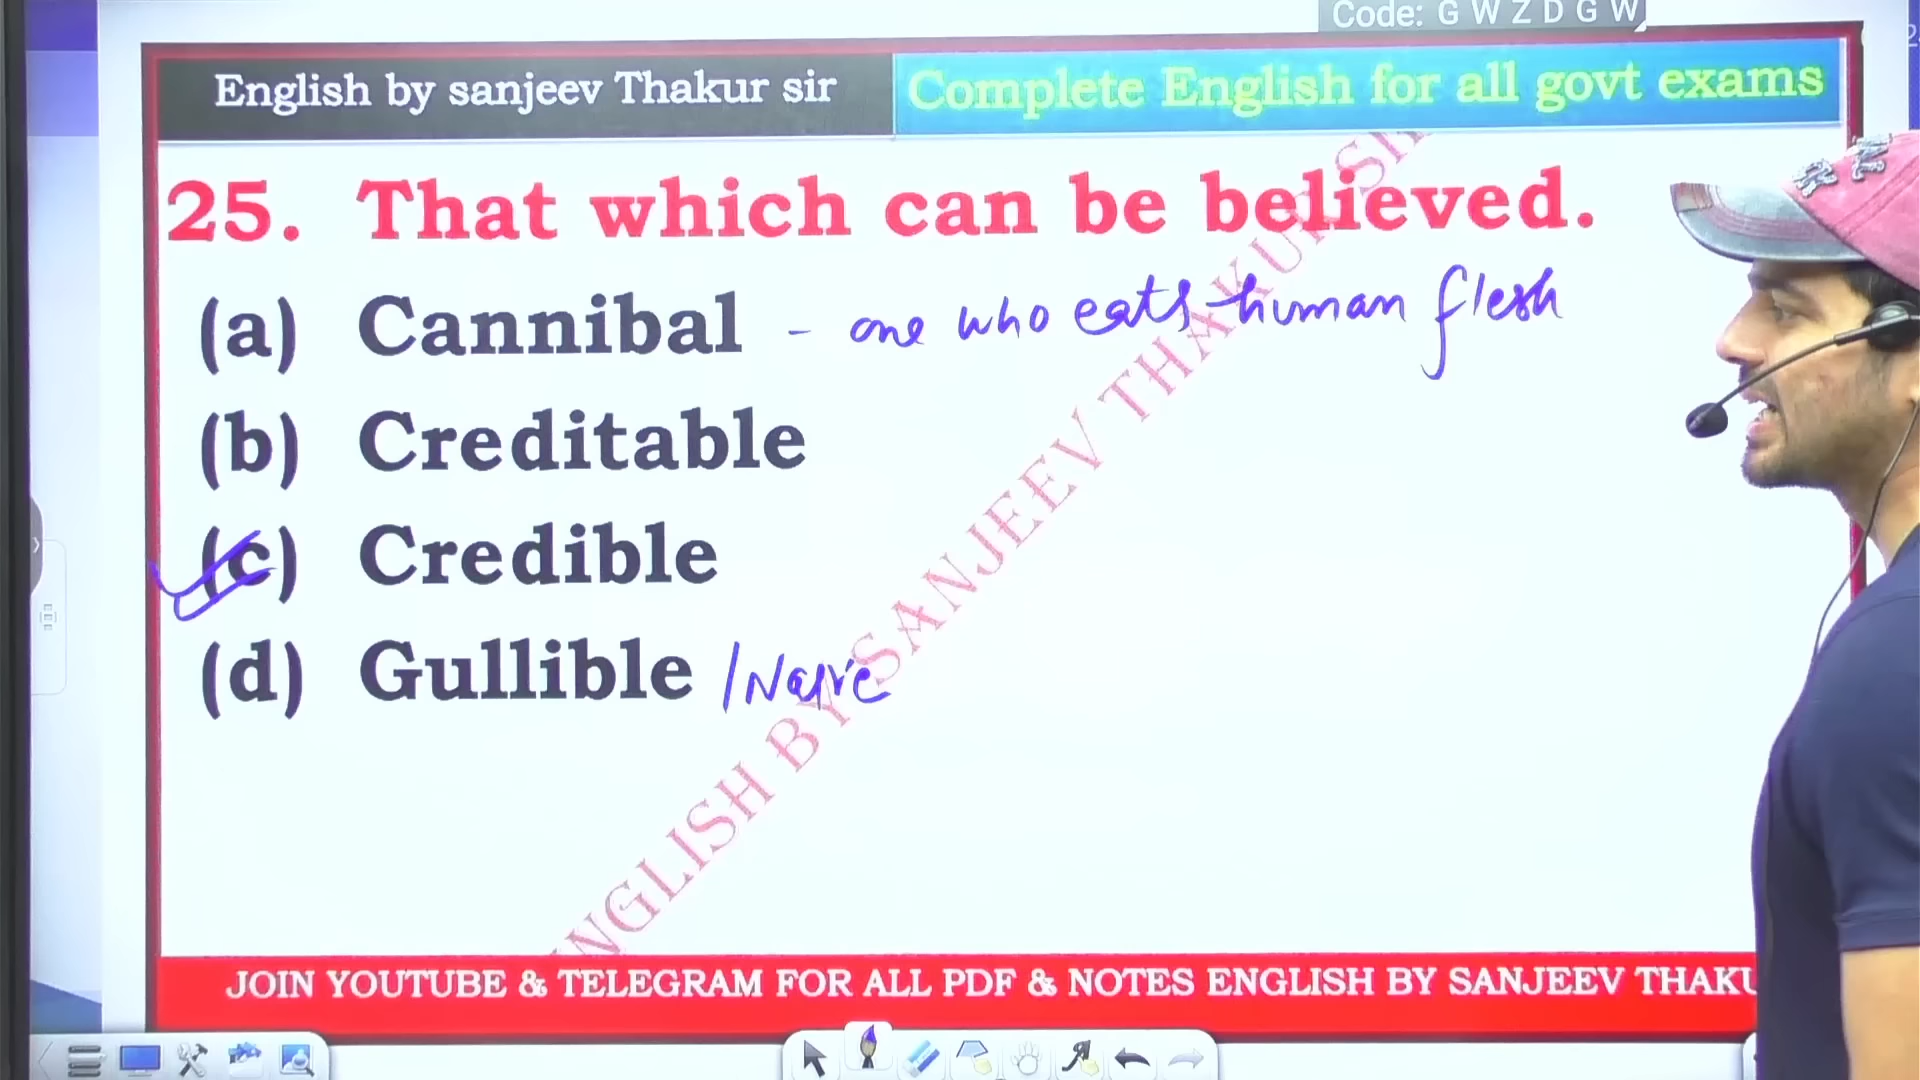 Code: G W Z D G W
English by sanjeev Thakur sir
Complete English for all govt exams
25. That which can be believed.
(a) Cannibal - one who eats human flesh
(b) Creditable
(c) Credible
(d) Gullible / Naive
ENGLISH BY SANJEEV THAKUR SIR
JOIN YOUTUBE & TELEGRAM FOR ALL PDF & NOTES ENGLISH BY SANJEEV THAKU